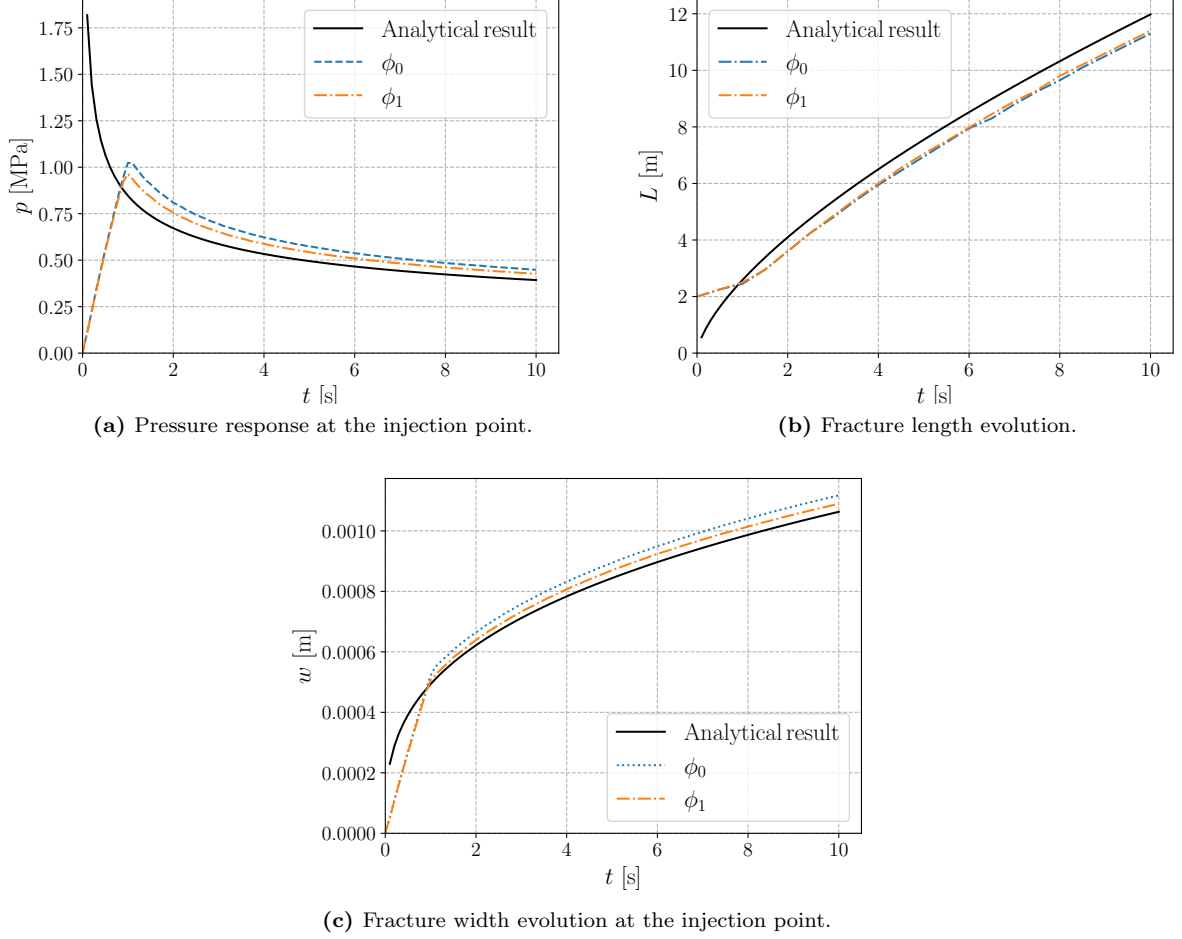 Analytical result
ϕ₀
ϕ₁
1.75
1.50
1.25
1.00
0.75
0.50
0.25
0.00
p [MPa]
0 2 4 6 8 10
t [s]
(a) Pressure response at the injection point.
Analytical result
ϕ₀
ϕ₁
12
10
8
6
4
2
0
L [m]
0 2 4 6 8 10
t [s]
(b) Fracture length evolution.
0.0010
0.0008
0.0006
0.0004
0.0002
0.0000
w [m]
Analytical result
ϕ₀
ϕ₁
0 2 4 6 8 10
t [s]
(c) Fracture width evolution at the injection point.